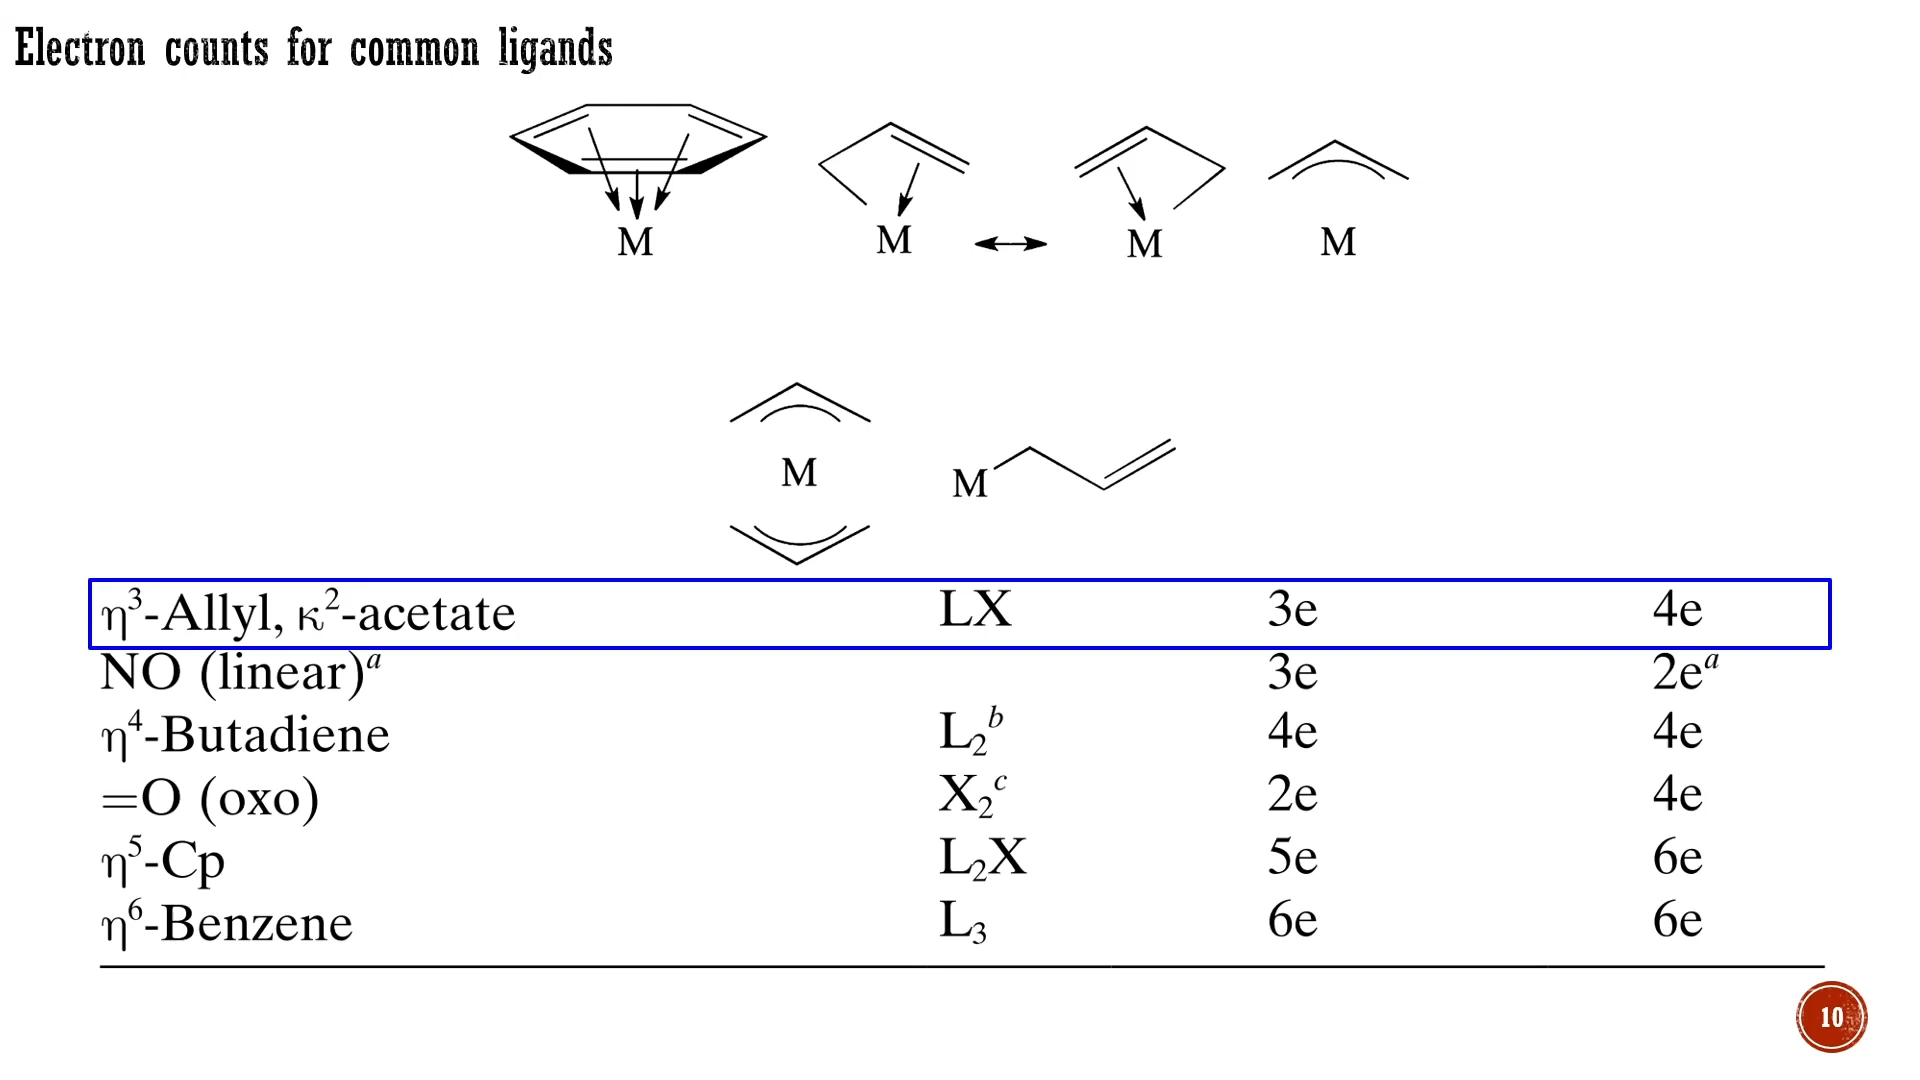 Electron counts for common ligands
M M M M
M M
η³-Allyl, κ²-acetate LX 3e 4e
NO (linear)ᵃ 3e 2eᵃ
η⁴-Butadiene L₂ᵇ 4e 4e
=O (oxo) X₂ᶜ 2e 4e
η⁵-Cp L₂X 5e 6e
η⁶-Benzene L₃ 6e 6e
10